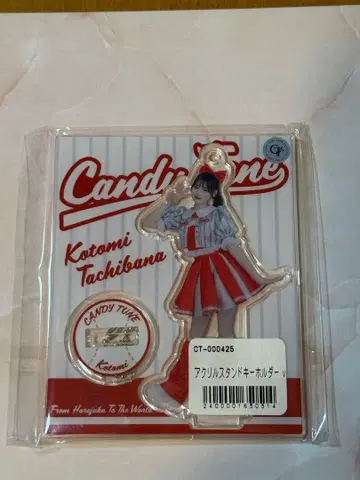 Candy Tune
Kotomi
Tachibana
CANDY TUNE
Kotomi
CT-000425
アクリルスタンドキーホルダー
From Harajuku To The World